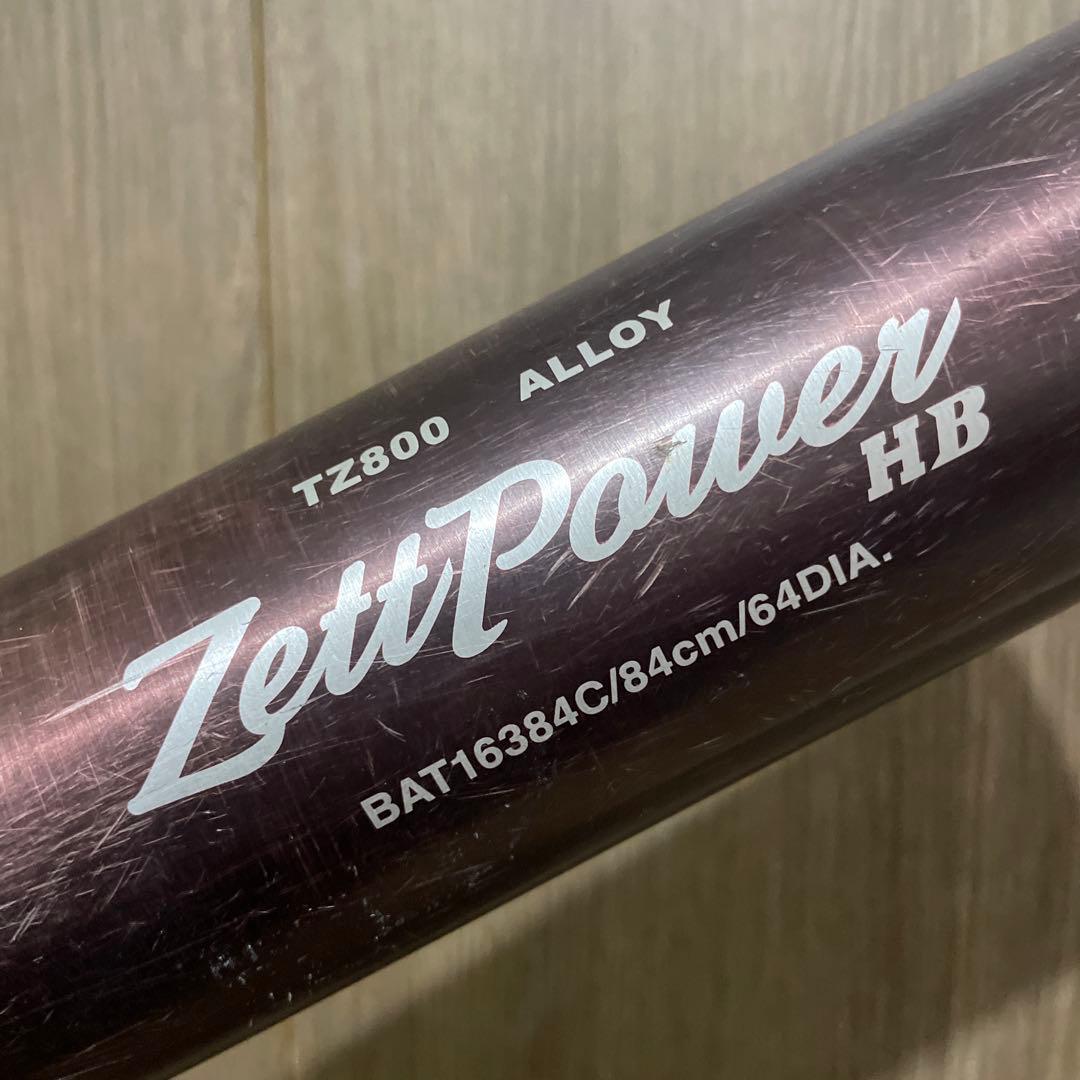 TZ800 ALLOY
ZettPower
HB
BAT16384C/84cm/64DIA.